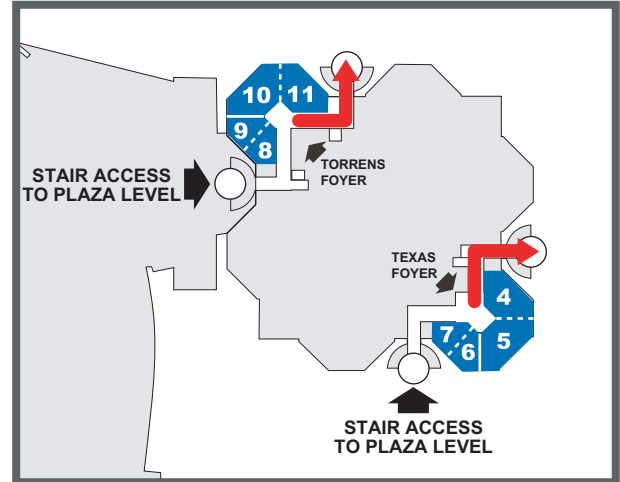 10 11
9
8
STAIR ACCESS
TO PLAZA LEVEL
TORRENS
FOYER
TEXAS
FOYER
4
7 6 5
STAIR ACCESS
TO PLAZA LEVEL